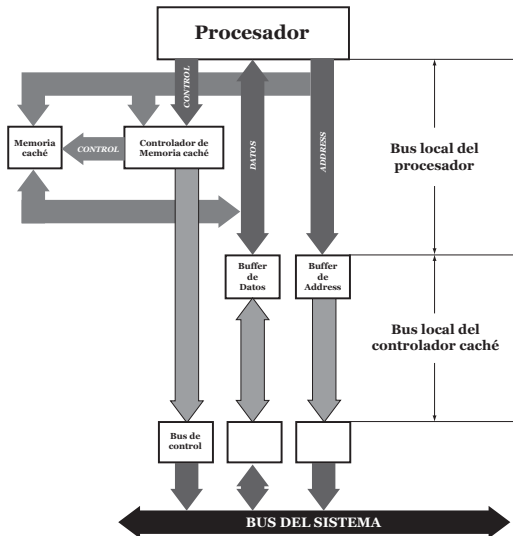 Procesador
CONTROL
DATOS
ADDRESS
Memoria
caché
CONTROL
Controlador de
Memoria caché
Bus local del
procesador
Buffer
de
Datos
Buffer
de
Address
Bus local del
controlador caché
Bus de
control
BUS DEL SISTEMA